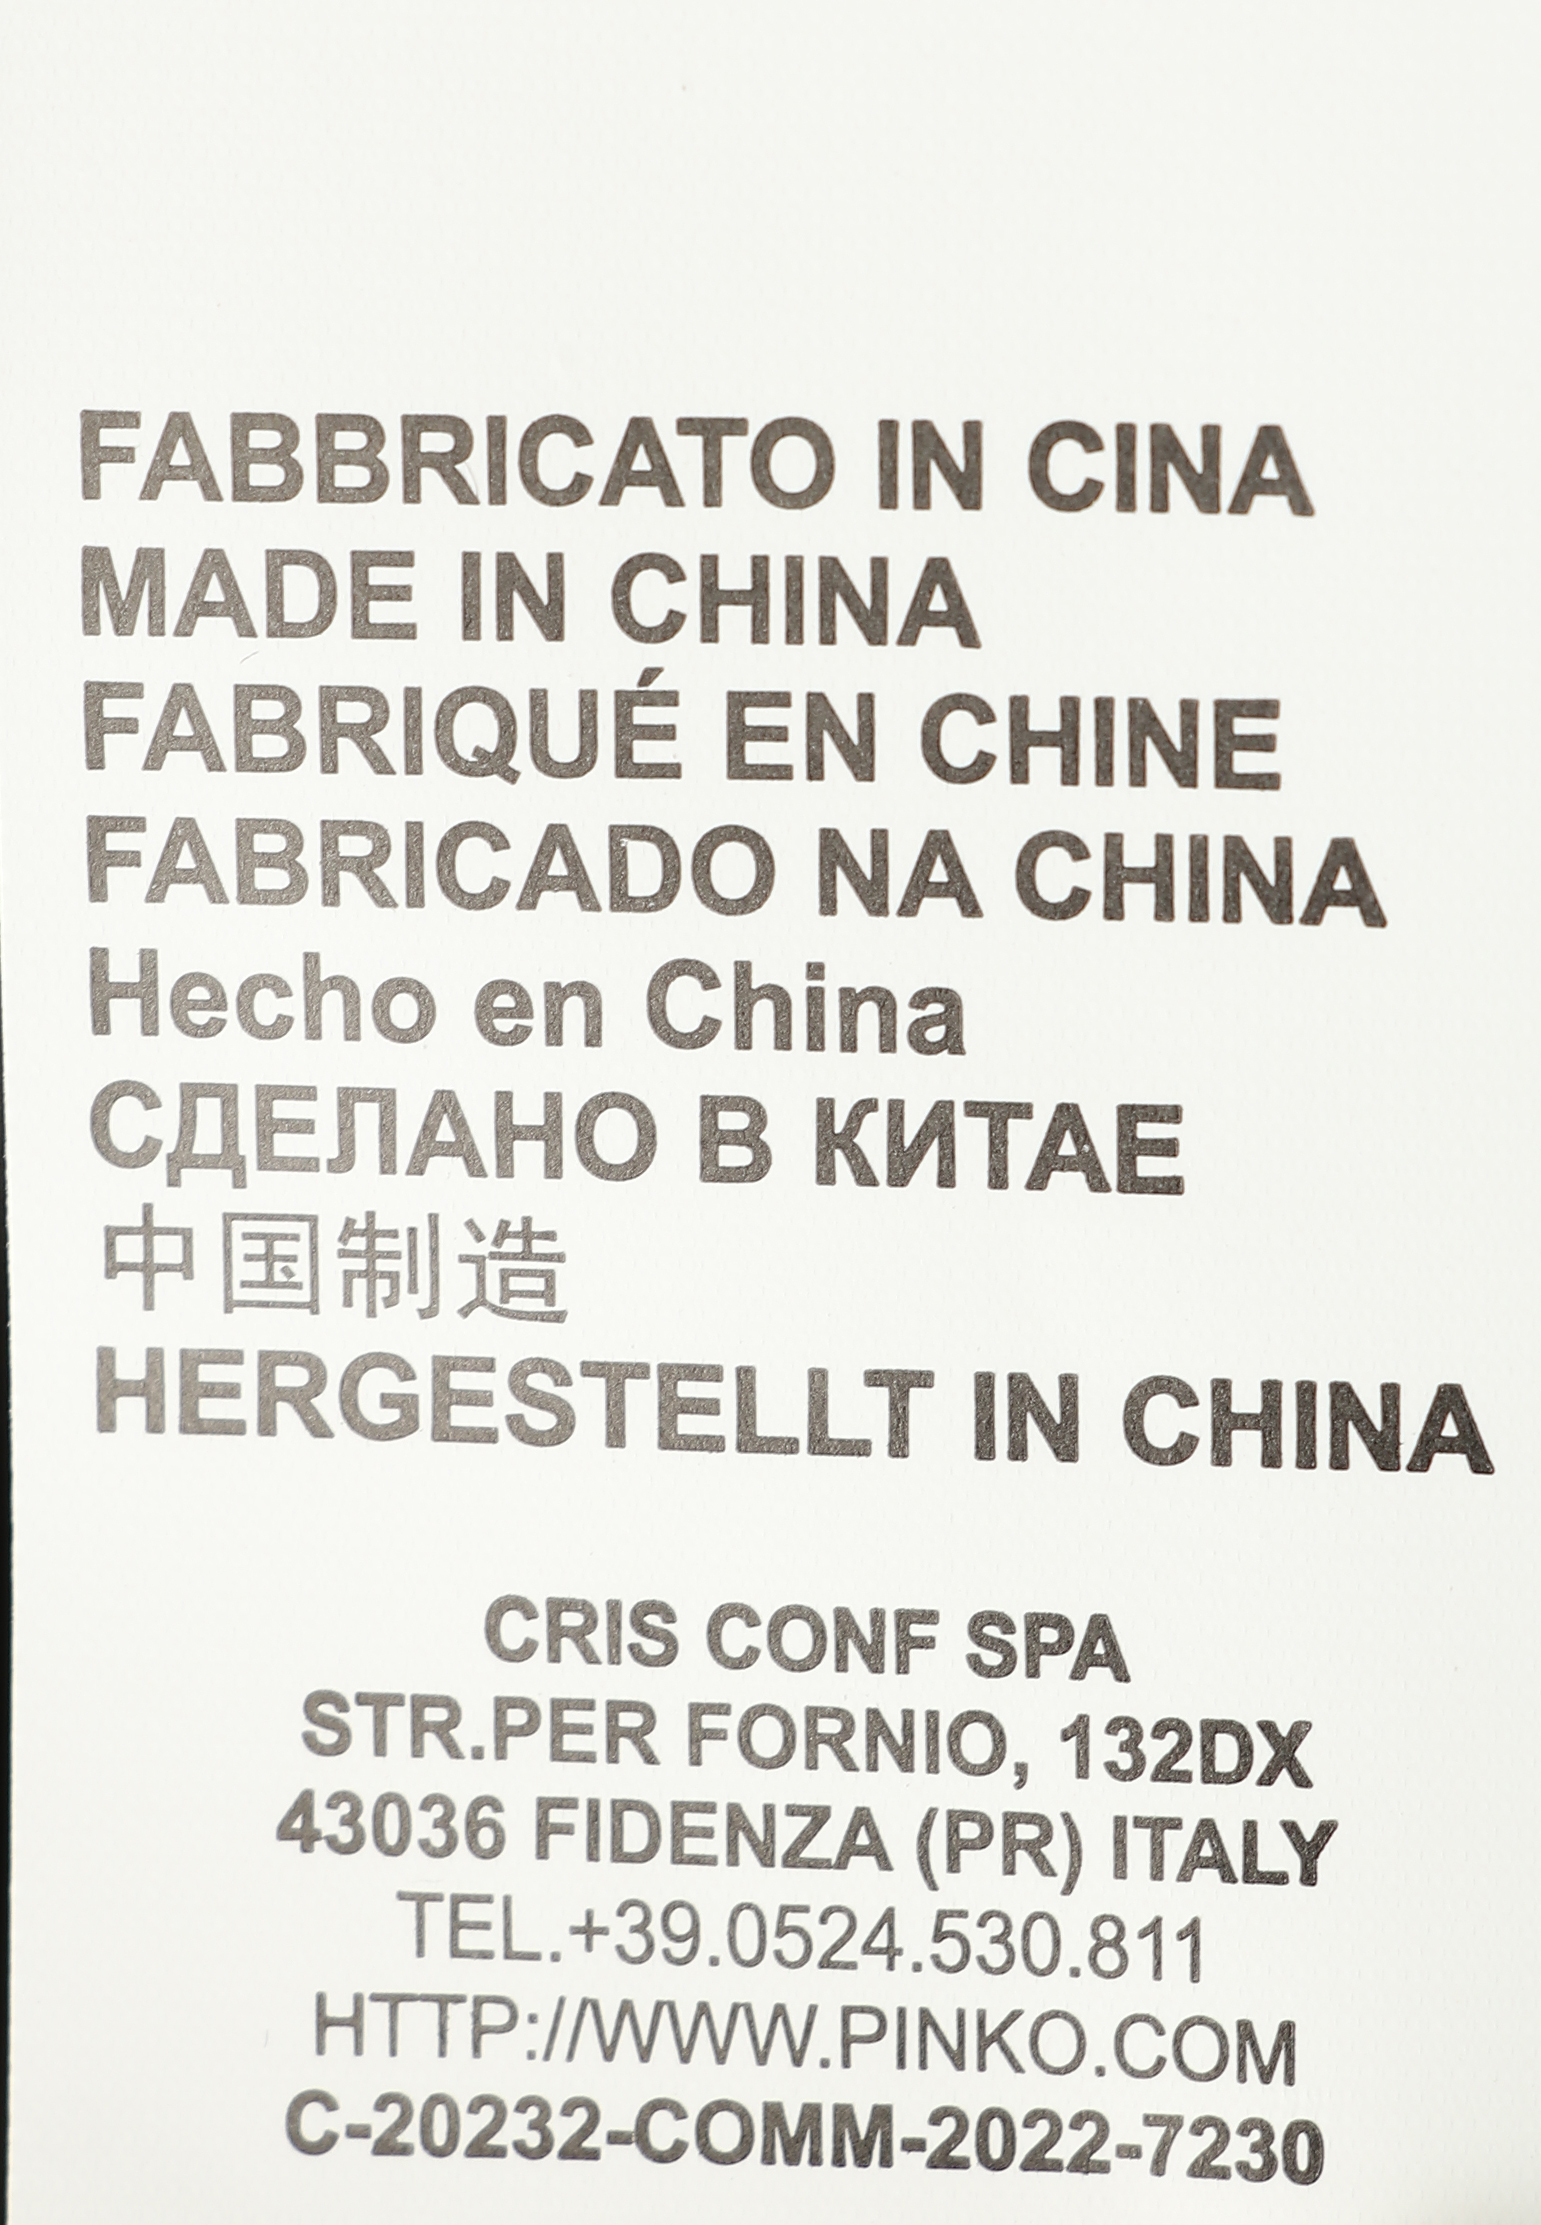 FABBRICATO IN CINA
MADE IN CHINA
FABRIQUÉ EN CHINE
FABRICADO NA CHINA
Hecho en China
СДЕЛАНО В КИТАЕ
中国制造
HERGESTELLT IN CHINA
CRIS CONF SPA
STR.PER FORNIO, 132DX
43036 FIDENZA (PR) ITALY
TEL.+39.0524.530.811
HTTP://WWW.PINKO.COM
C-20232-COMM-2022-7230